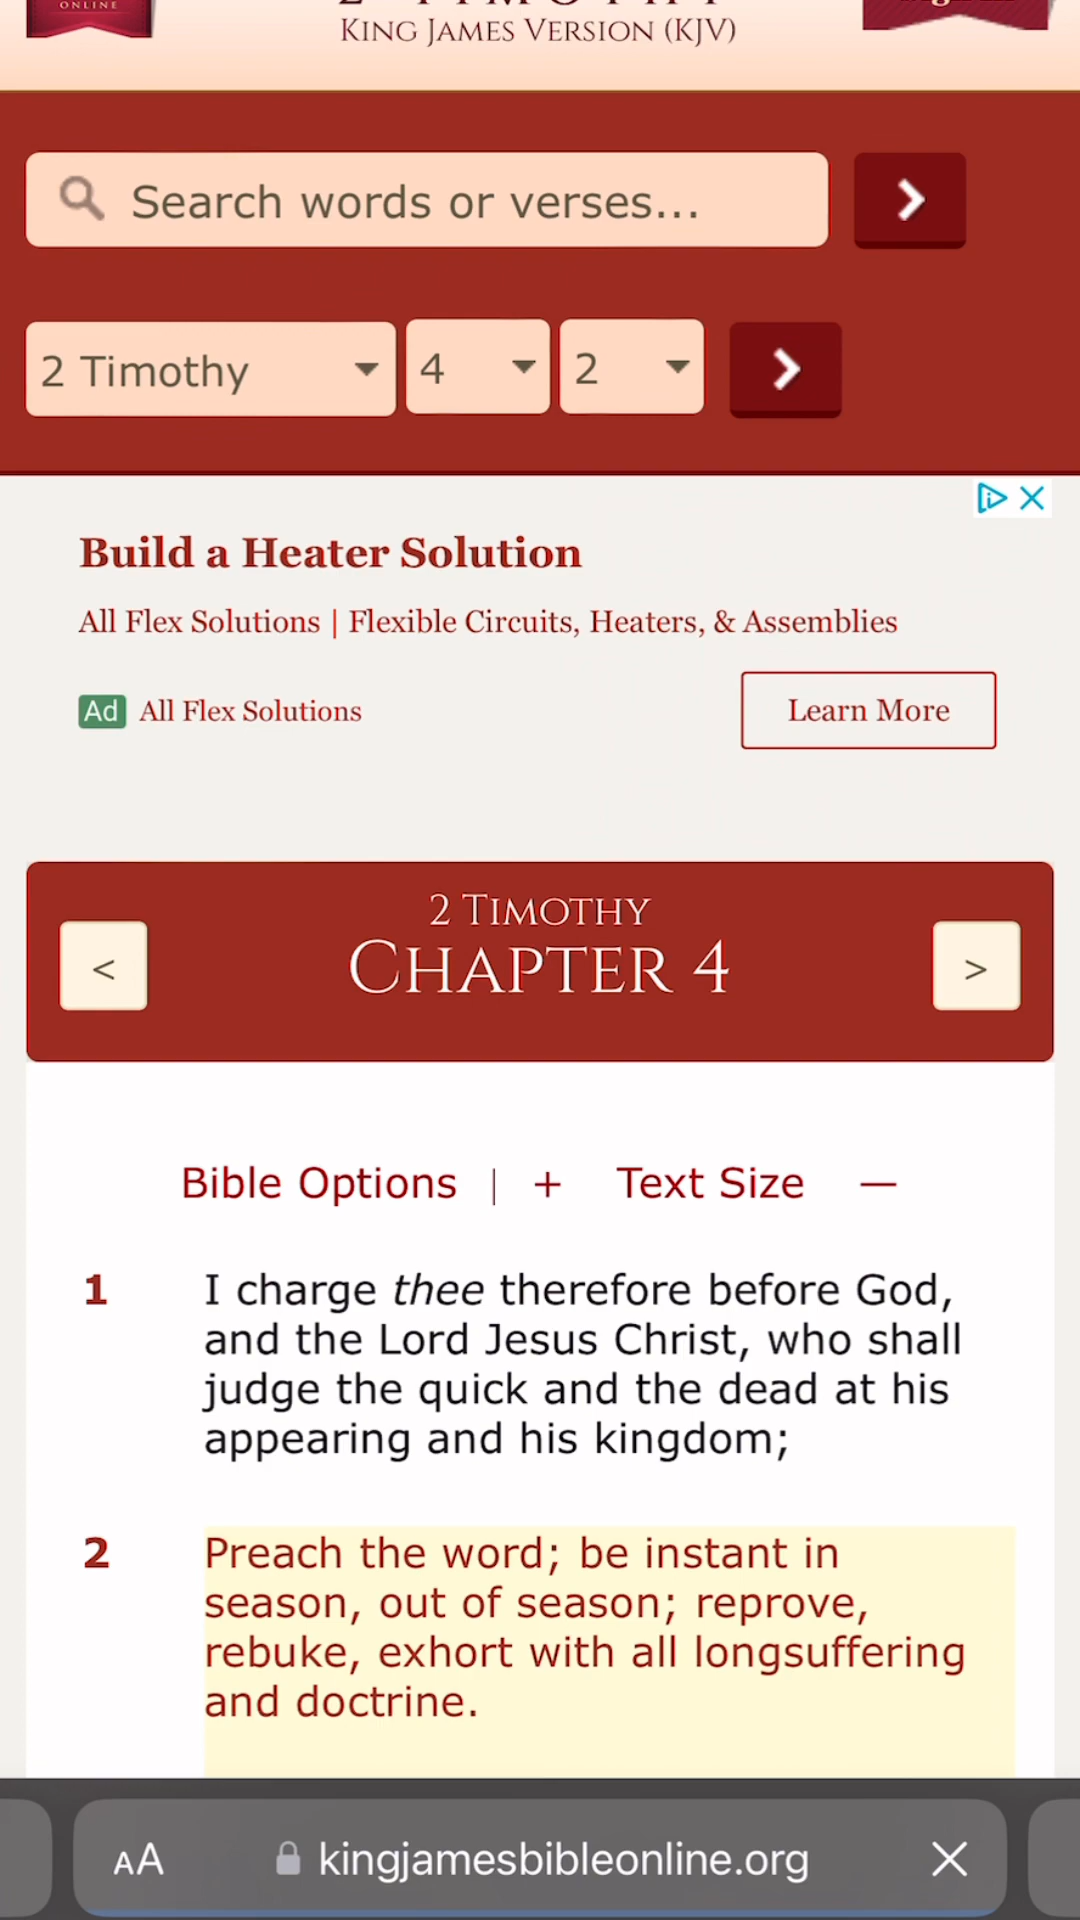 ONLINE
KING JAMES VERSION (KJV)
Search words or verses...
2 Timothy 4 2
Build a Heater Solution
All Flex Solutions | Flexible Circuits, Heaters, & Assemblies
Ad All Flex Solutions Learn More
2 TIMOTHY
< CHAPTER 4 >
Bible Options | + Text Size —
1 I charge thee therefore before God,
and the Lord Jesus Christ, who shall
judge the quick and the dead at his
appearing and his kingdom;
2 Preach the word; be instant in
season, out of season; reprove,
rebuke, exhort with all longsuffering
and doctrine.
AA kingjamesbibleonline.org